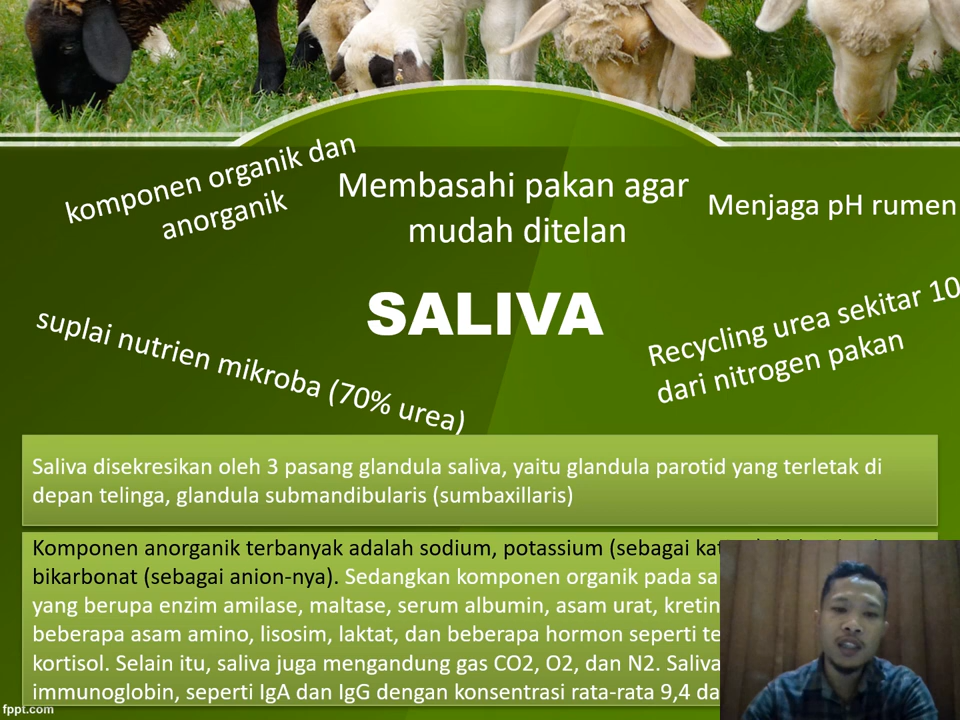 komponen organik dan
anorganik
Membasahi pakan agar
mudah ditelan
Menjaga pH rumen
SALIVA
suplai nutrien mikroba (70% urea)
Recycling urea sekitar 10
dari nitrogen pakan
Saliva disekresikan oleh 3 pasang glandula saliva, yaitu glandula parotid yang terletak di
depan telinga, glandula submandibularis (sumbaxillaris)
Komponen anorganik terbanyak adalah sodium, potassium (sebagai
bikarbonat (sebagai anion-nya). Sedangkan komponen organik pada
yang berupa enzim amilase, maltase, serum albumin, asam urat,
beberapa asam amino, lisosim, laktat, dan beberapa hormon seperti
kortisol. Selain itu, saliva juga mengandung gas CO2, O2, dan N2. Saliva
immunoglobin, seperti IgA dan IgG dengan konsentrasi rata-rata 9,4
fppt.com